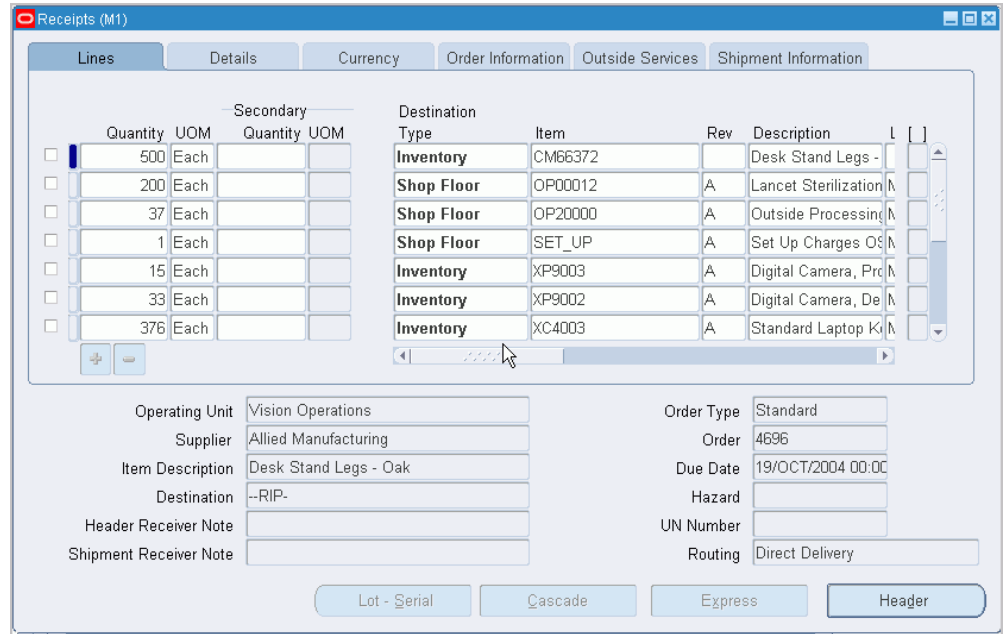 Receipts (M1)
Lines Details Currency Order Information Outside Services Shipment Information
Secondary Destination
Quantity UOM Quantity UOM Type Item Rev Description L [ ]
500 Each Inventory CM66372 Desk Stand Legs -
200 Each Shop Floor OP00012 A Lancet Sterilization M
37 Each Shop Floor OP20000 A Outside Processing M
1 Each Shop Floor SET_UP A Set Up Charges OS M
15 Each Inventory XP9003 A Digital Camera, Pro M
33 Each Inventory XP9002 A Digital Camera, De M
376 Each Inventory XC4003 A Standard Laptop M
Operating Unit Vision Operations Order Type Standard
Supplier Allied Manufacturing Order 4696
Item Description Desk Stand Legs - Oak Due Date 19/OCT/2004 00:00
Destination --RIP- Hazard
Header Receiver Note UN Number
Shipment Receiver Note Routing Direct Delivery
Lot - Serial Cascade Express Header